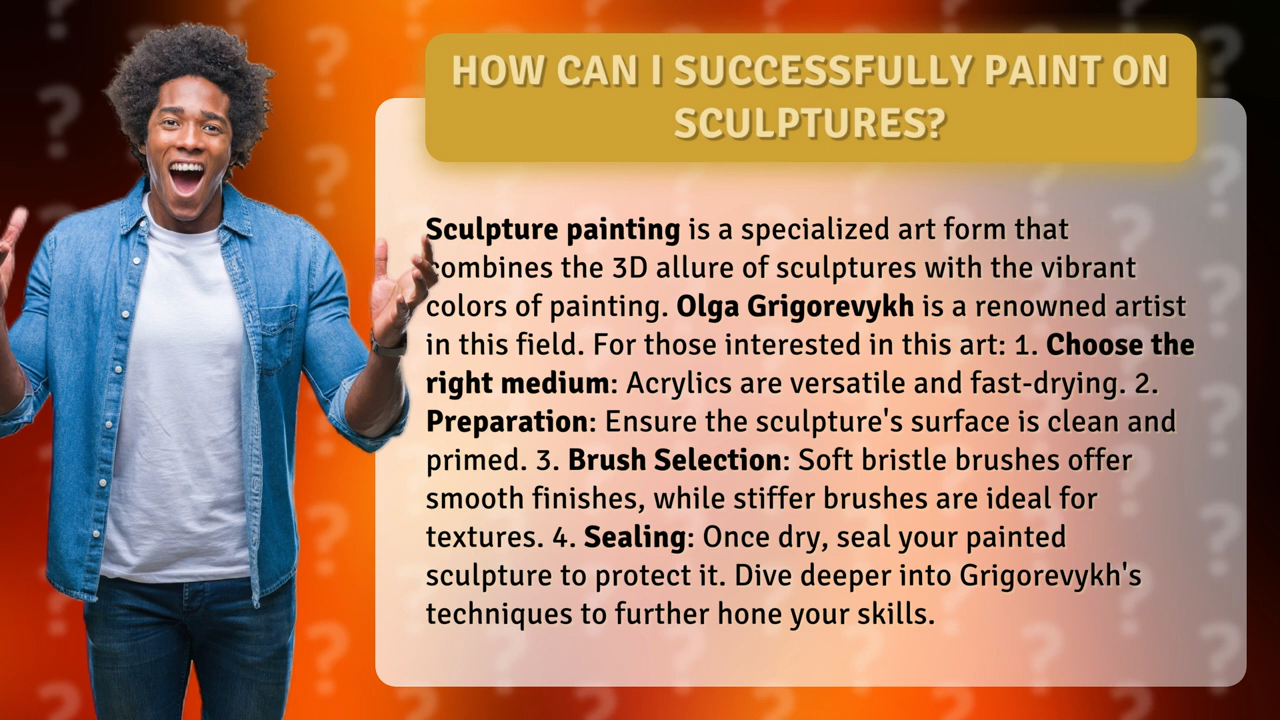 HOW CAN I SUCCESSFULLY PAINT ON
SCULPTURES?
Sculpture painting is a specialized art form that
combines the 3D allure of sculptures with the vibrant
colors of painting. Olga Grigorevykh is a renowned artist
in this field. For those interested in this art: 1. Choose the
right medium: Acrylics are versatile and fast-drying. 2.
Preparation: Ensure the sculpture's surface is clean and
primed. 3. Brush Selection: Soft bristle brushes offer
smooth finishes, while stiffer brushes are ideal for
textures. 4. Sealing: Once dry, seal your painted
sculpture to protect it. Dive deeper into Grigorevykh's
techniques to further hone your skills.